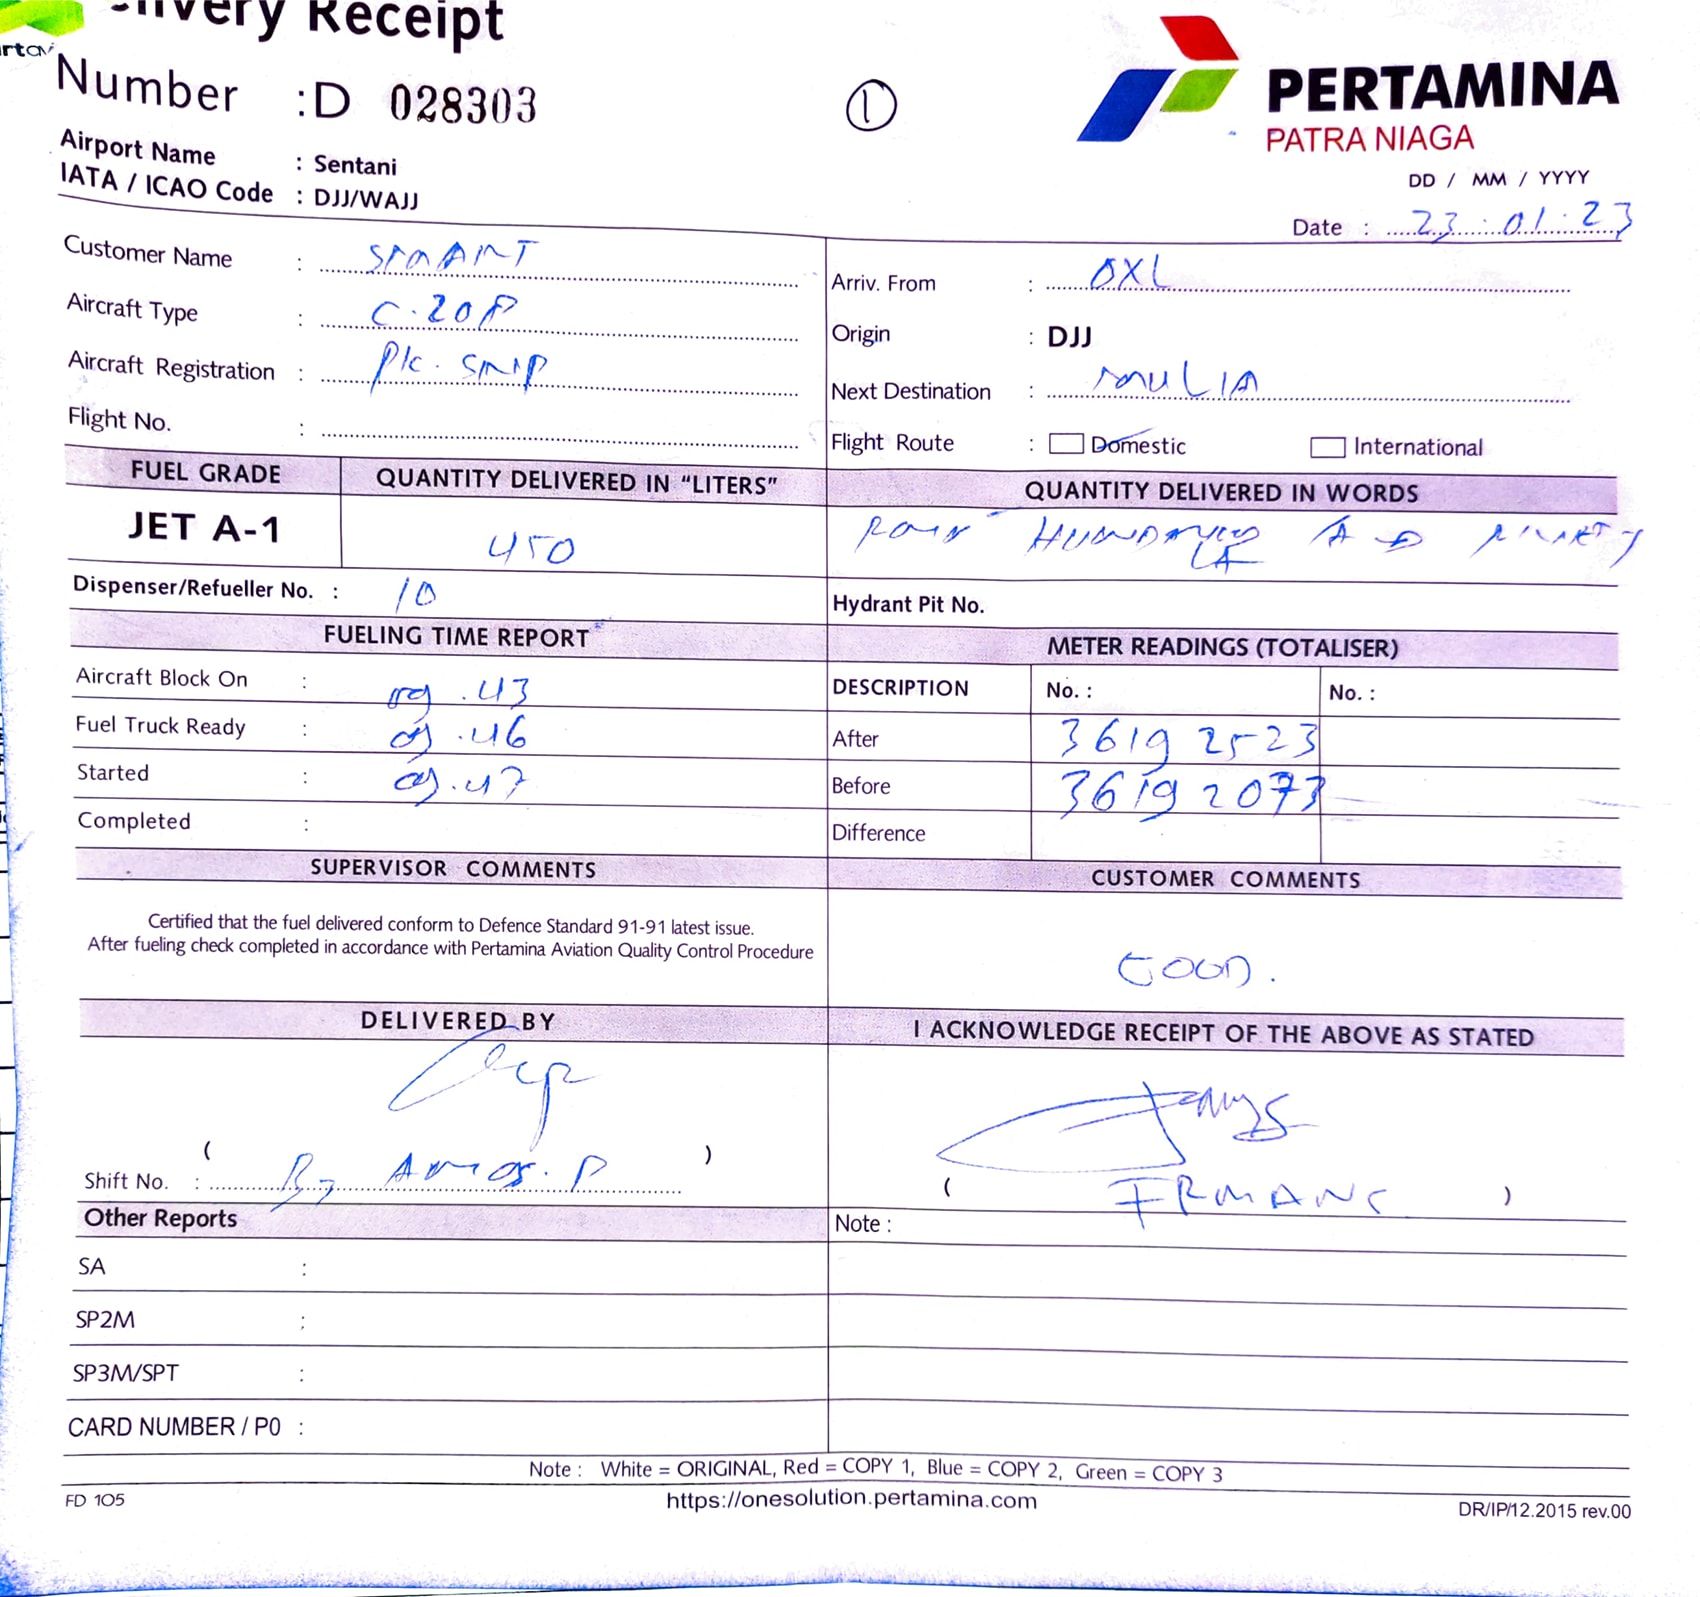 Delivery Receipt
Number : D 028303
1
PERTAMINA
PATRA NIAGA
Airport Name : Sentani
IATA / ICAO Code : DJJ/WAJJ
DD / MM / YYYY
Date : 23 . 01 . 23
Customer Name : SMART
Arriv. From : OXL
Aircraft Type : C.208
Origin : DJJ
Aircraft Registration : PK. SNP
Next Destination : MULIA
Flight No. :
Flight Route : Domestic International
FUEL GRADE QUANTITY DELIVERED IN “LITERS” QUANTITY DELIVERED IN WORDS
JET A-1 450 FOUR HUNDRED
Dispenser/Refueller No. : 10
Hydrant Pit No.
FUELING TIME REPORT METER READINGS (TOTALISER)
Aircraft Block On : 09.43
DESCRIPTION No. : No. :
Fuel Truck Ready : 09.46
After 36192523
Started : 09.47
Before 36192073
Completed :
Difference
SUPERVISOR COMMENTS CUSTOMER COMMENTS
Certified that the fuel delivered conform to Defence Standard 91-91 latest issue.
After fueling check completed in accordance with Pertamina Aviation Quality Control Procedure
GOOD.
DELIVERED BY I ACKNOWLEDGE RECEIPT OF THE ABOVE AS STATED
( )
Shift No. : AMOS. P
( )
Other Reports Note :
SA :
SP2M :
SP3M/SPT :
CARD NUMBER / P0 :
Note : White = ORIGINAL, Red = COPY 1, Blue = COPY 2, Green = COPY 3
FD 105 https://onesolution.pertamina.com DR/IP/12.2015 rev.00